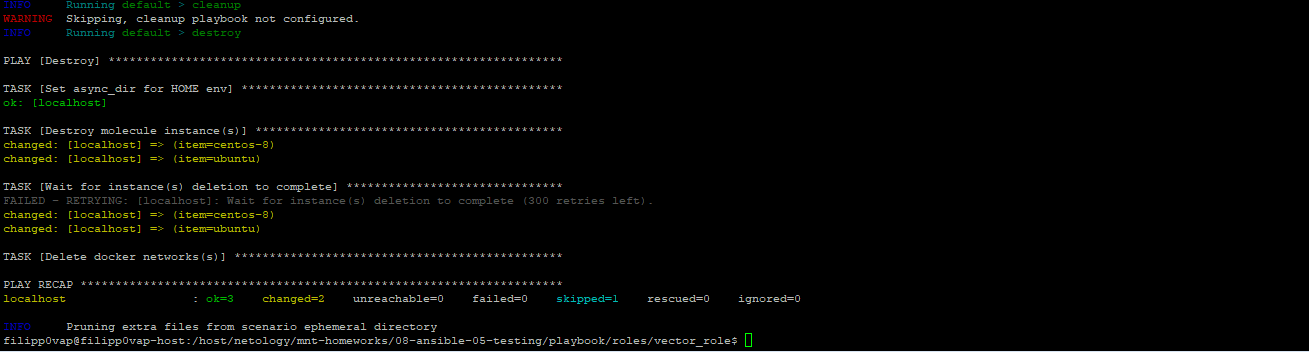 INFO     Running default > cleanup
WARNING  Skipping, cleanup playbook not configured.
INFO     Running default > destroy
PLAY [Destroy] *****************************************************************
TASK [Set async_dir for HOME env] **********************************************
ok: [localhost]
TASK [Destroy molecule instance(s)] ********************************************
changed: [localhost] => (item=centos-8)
changed: [localhost] => (item=ubuntu)
TASK [Wait for instance(s) deletion to complete] *******************************
FAILED - RETRYING: [localhost]: Wait for instance(s) deletion to complete (300 retries left).
changed: [localhost] => (item=centos-8)
changed: [localhost] => (item=ubuntu)
TASK [Delete docker networks(s)] ***********************************************
PLAY RECAP *********************************************************************
localhost                  : ok=3    changed=2    unreachable=0    failed=0    skipped=1    rescued=0    ignored=0
INFO     Pruning extra files from scenario ephemeral directory
filipp0vap@filipp0vap-host:/host/netology/mnt-homeworks/08-ansible-05-testing/playbook/roles/vector_role$